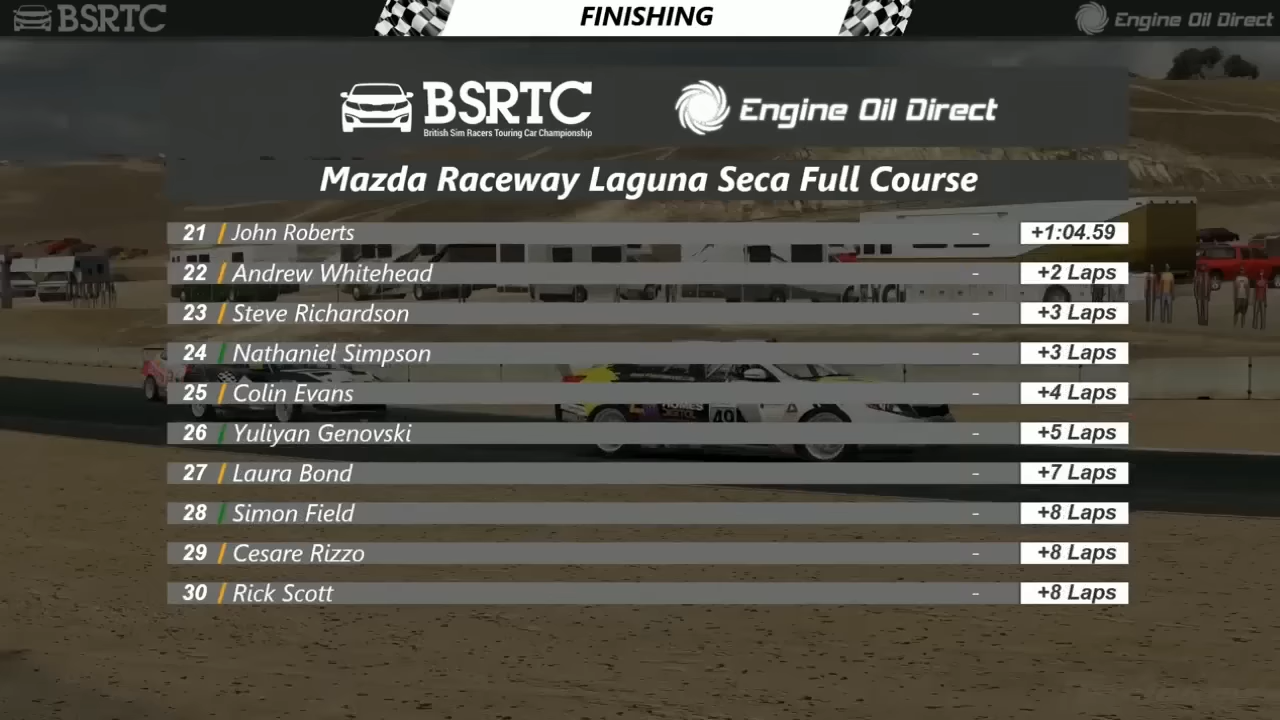 BSRTC
FINISHING
Engine Oil Direct
BSRTC
British Sim Racers Touring Car Championship
Engine Oil Direct
Mazda Raceway Laguna Seca Full Course
21 / John Roberts - +1:04.59
22 / Andrew Whitehead - +2 Laps
23 / Steve Richardson - +3 Laps
24 / Nathaniel Simpson - +3 Laps
25 / Colin Evans - +4 Laps
26 / Yuliyan Genovski - +5 Laps
27 / Laura Bond - +7 Laps
28 / Simon Field - +8 Laps
29 / Cesare Rizzo - +8 Laps
30 / Rick Scott - +8 Laps
49